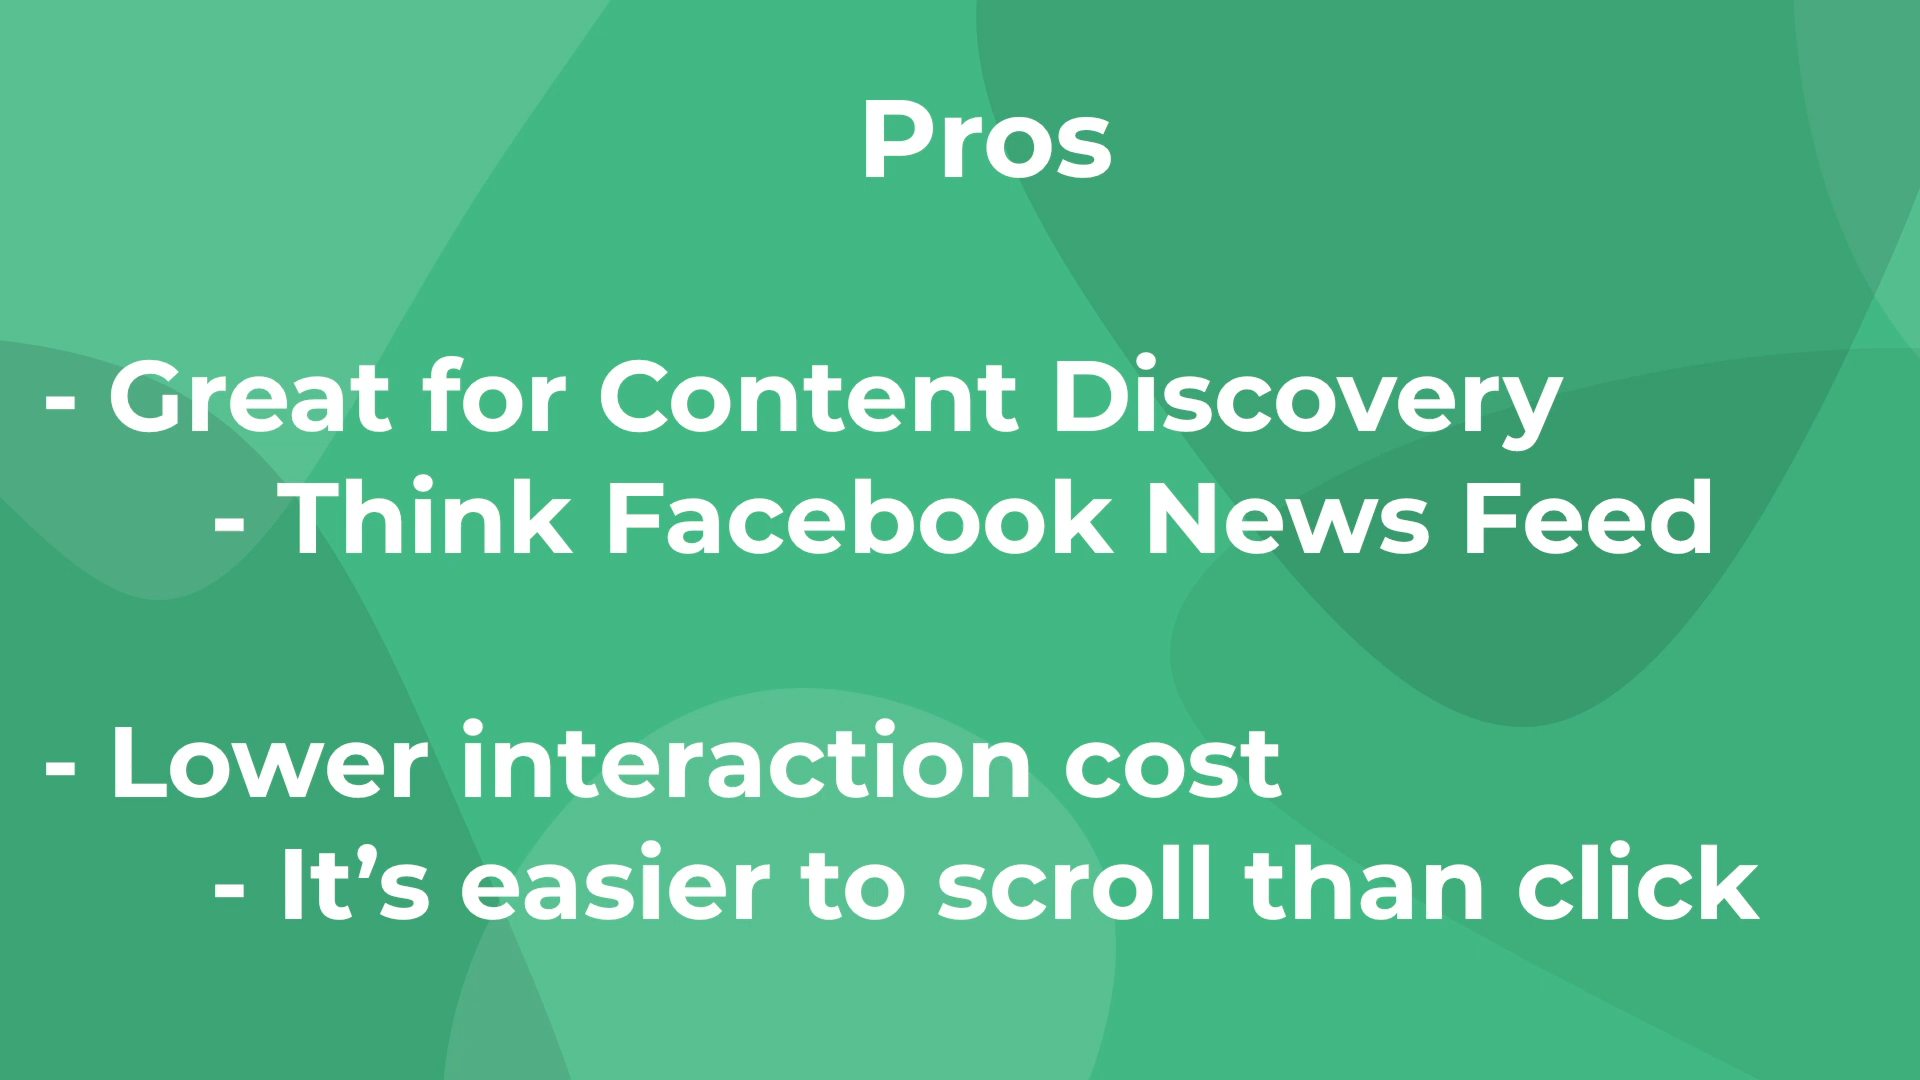 Pros
- Great for Content Discovery
- Think Facebook News Feed
- Lower interaction cost
- It’s easier to scroll than click